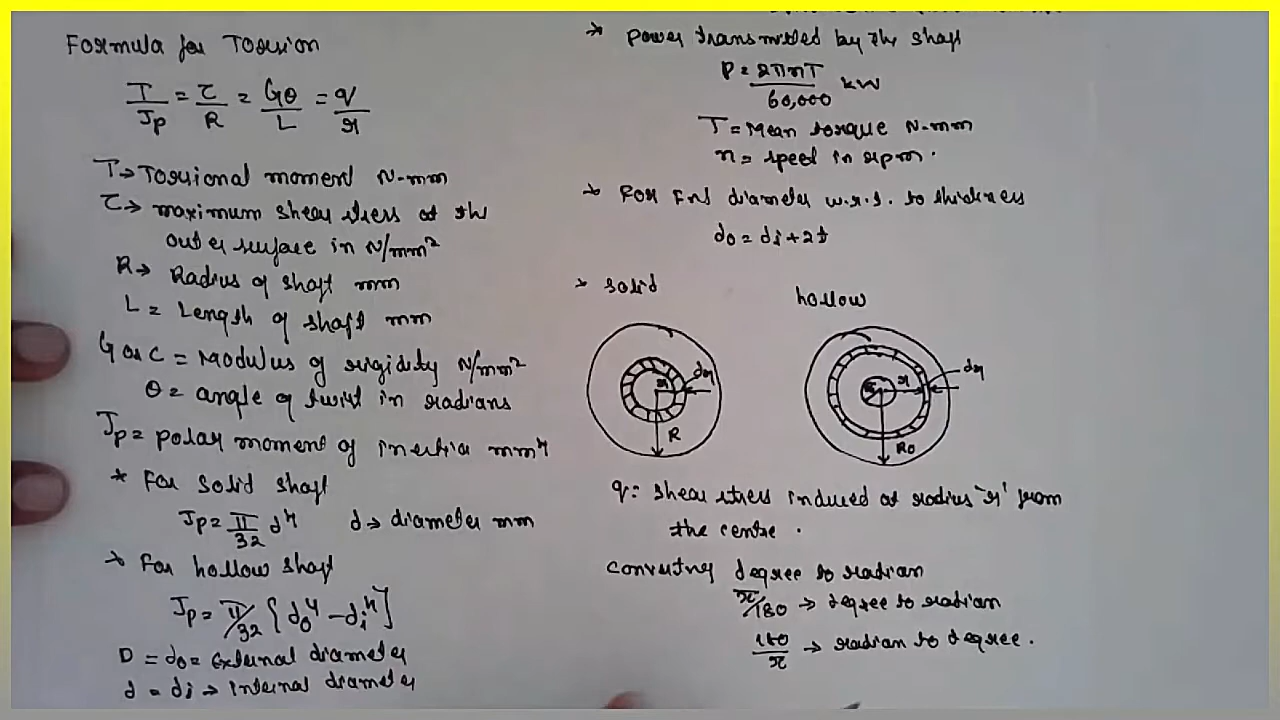 Formula for Torsion
T/Jp = τ/R = Gθ/L = q/r
T → Torsional moment N-mm
τ → maximum shear stress at the
outer surface in N/mm²
R → Radius of shaft mm
L = Length of shaft mm
G or C = Modulus of rigidity N/mm²
θ = angle of twist in radians
Jp = polar moment of inertia mm⁴
* For solid shaft
Jp = π/32 d⁴ d → diameter mm
→ For hollow shaft
Jp = π/32 [do⁴ - di⁴]
D = do = External diameter
d = di → internal diameter
→ power transmitted by the shaft
P = 2πnT/60,000 kW
T = Mean torque N-mm
n = speed in rpm.
→ For Fnd diameter w.r.t. to thickness
do = di + 2t
→ solid
hollow
r dr
R
r dr
Ro
q = shear stress induced at radius "r" from
the centre.
converting degree to radian
π/180 → degree to radian
180/π → radian to degree.